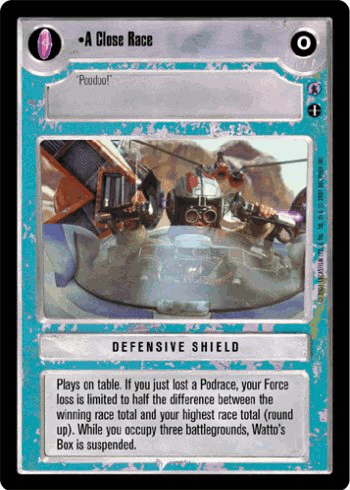 •A Close Race
O
"Poodoo!"
DEFENSIVE SHIELD
Plays on table. If you just lost a Podrace, your Force
loss is limited to half the difference between the
winning race total and your highest race total (round
up). While you occupy three battlegrounds, Watto's
Box is suspended.